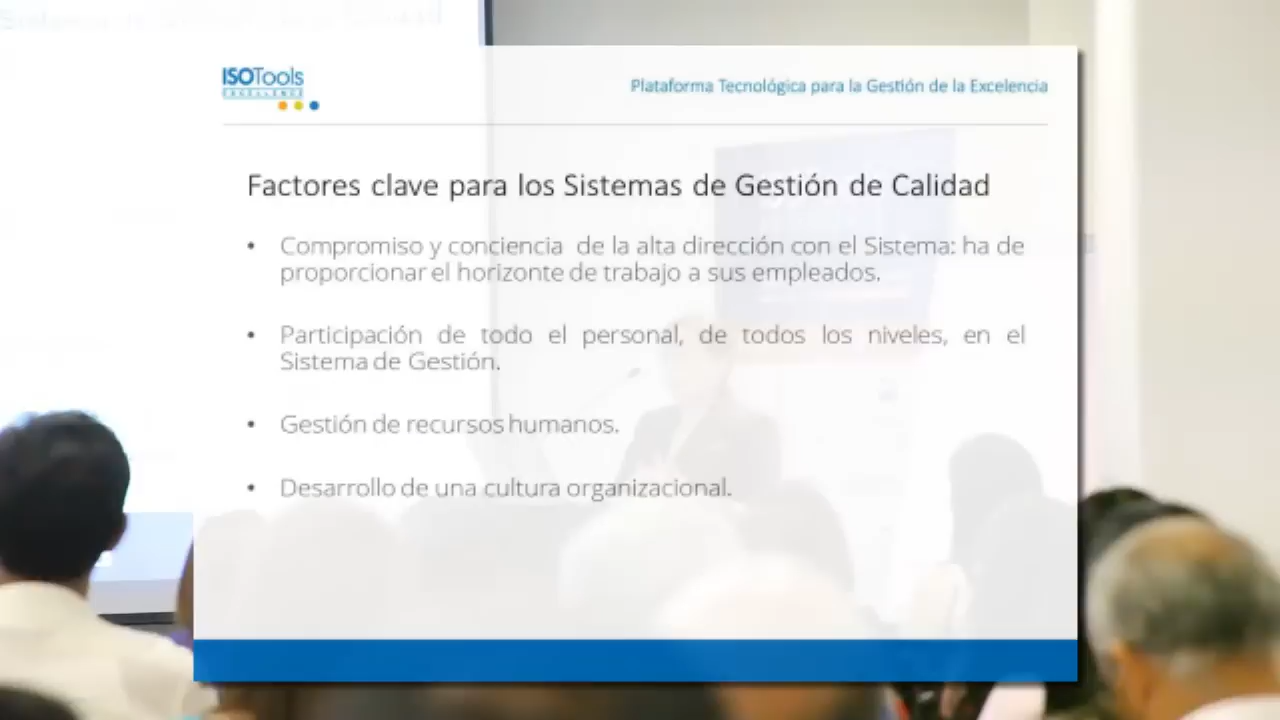 ISOTools
EXCELLENCE
Plataforma Tecnológica para la Gestión de la Excelencia
Factores clave para los Sistemas de Gestión de Calidad
• Compromiso y conciencia de la alta dirección con el Sistema: ha de
proporcionar el horizonte de trabajo a sus empleados.
• Participación de todo el personal, de todos los niveles, en el
Sistema de Gestión.
• Gestión de recursos humanos.
• Desarrollo de una cultura organizacional.